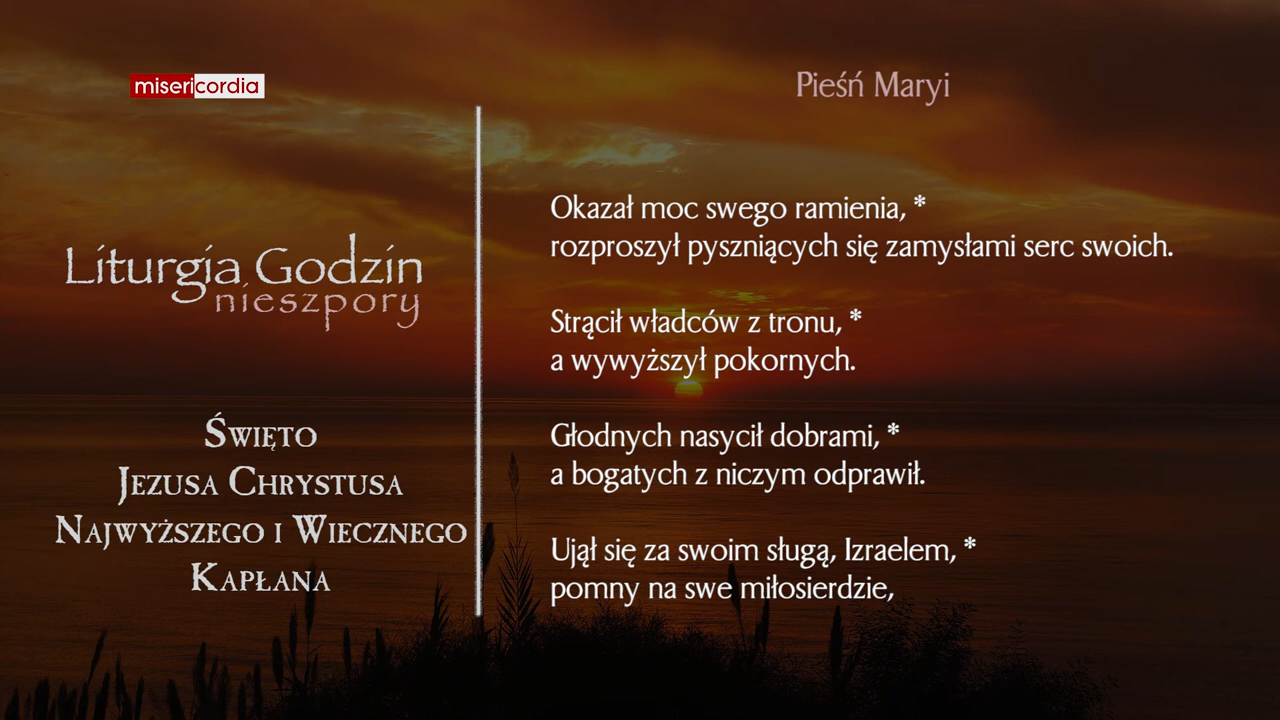 misericordia
Liturgia Godzin
nieszpory
Święto
Jezusa Chrystusa
Najwyższego i Wiecznego
Kapłana
Pieśń Maryi
Okazał moc swego ramienia, *
rozproszył pyszniących się zamysłami serc swoich.
Strącił władców z tronu, *
a wywyższył pokornych.
Głodnych nasycił dobrami, *
a bogatych z niczym odprawił.
Ujął się za swoim sługą, Izraelem, *
pomny na swe miłosierdzie,